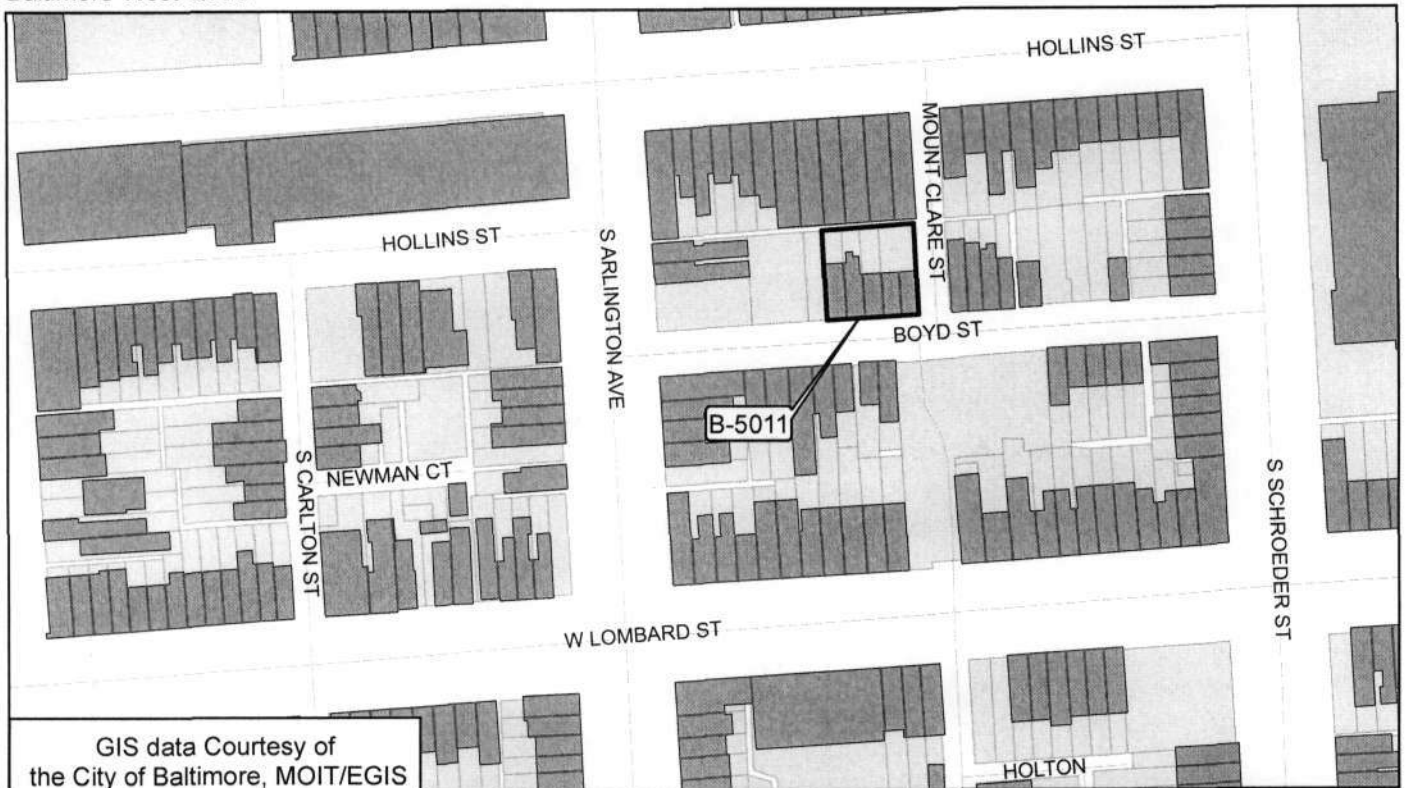 HOLLINS ST
MOUNT CLARE ST
HOLLINS ST
S ARLINGTON AVE
BOYD ST
B-5011
S CARLTON ST
NEWMAN CT
S SCHROEDER ST
W LOMBARD ST
GIS data Courtesy of
the City of Baltimore, MOIT/EGIS
HOLTON